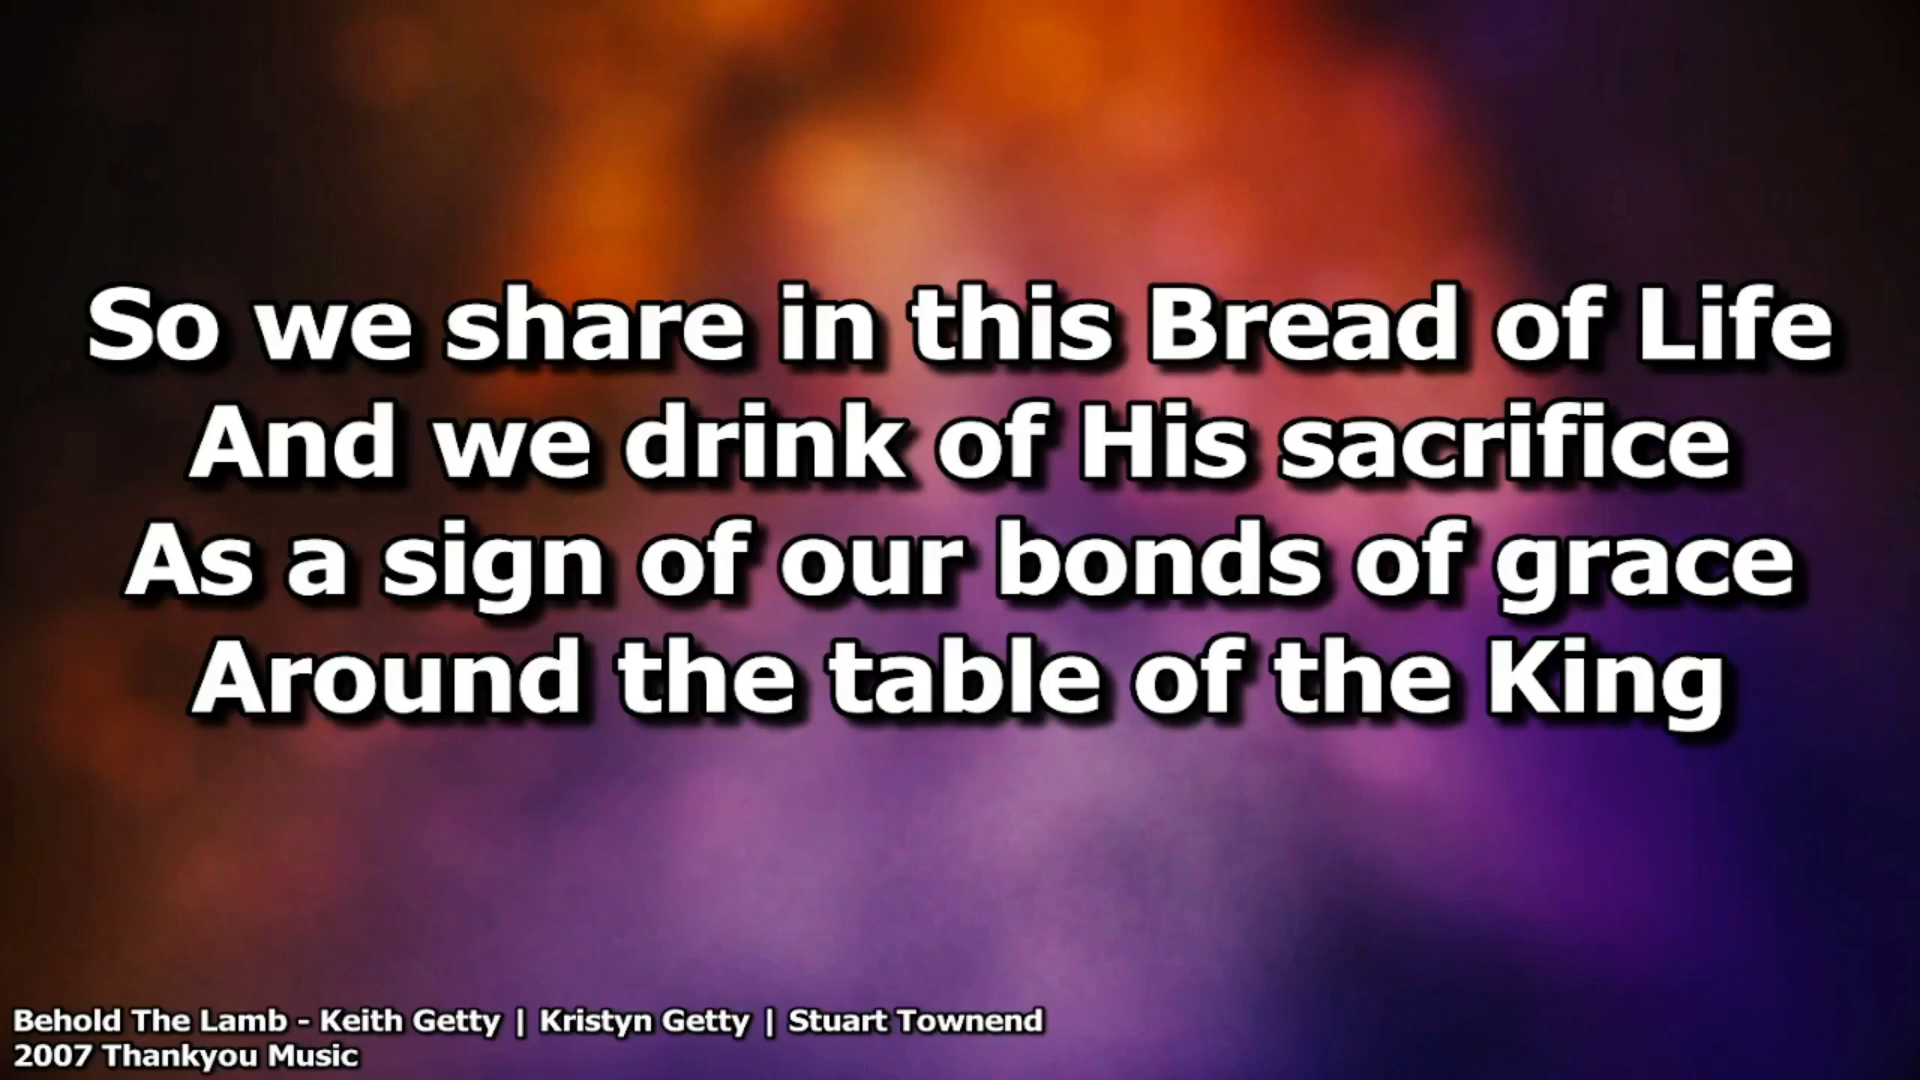 So we share in this Bread of Life
And we drink of His sacrifice
As a sign of our bonds of grace
Around the table of the King
Behold The Lamb - Keith Getty | Kristyn Getty | Stuart Townend
2007 Thankyou Music